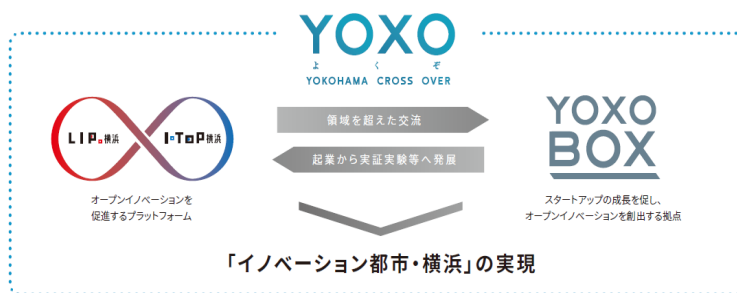 YOXO
よくぞ
YOKOHAMA CROSS OVER
LIP.横浜
I・TOP横浜
オープンイノベーションを
促進するプラットフォーム
領域を超えた交流
起業から実証実験等へ発展
YOXO
BOX
スタートアップの成長を促し、
オープンイノベーションを創出する拠点
「イノベーション都市・横浜」の実現